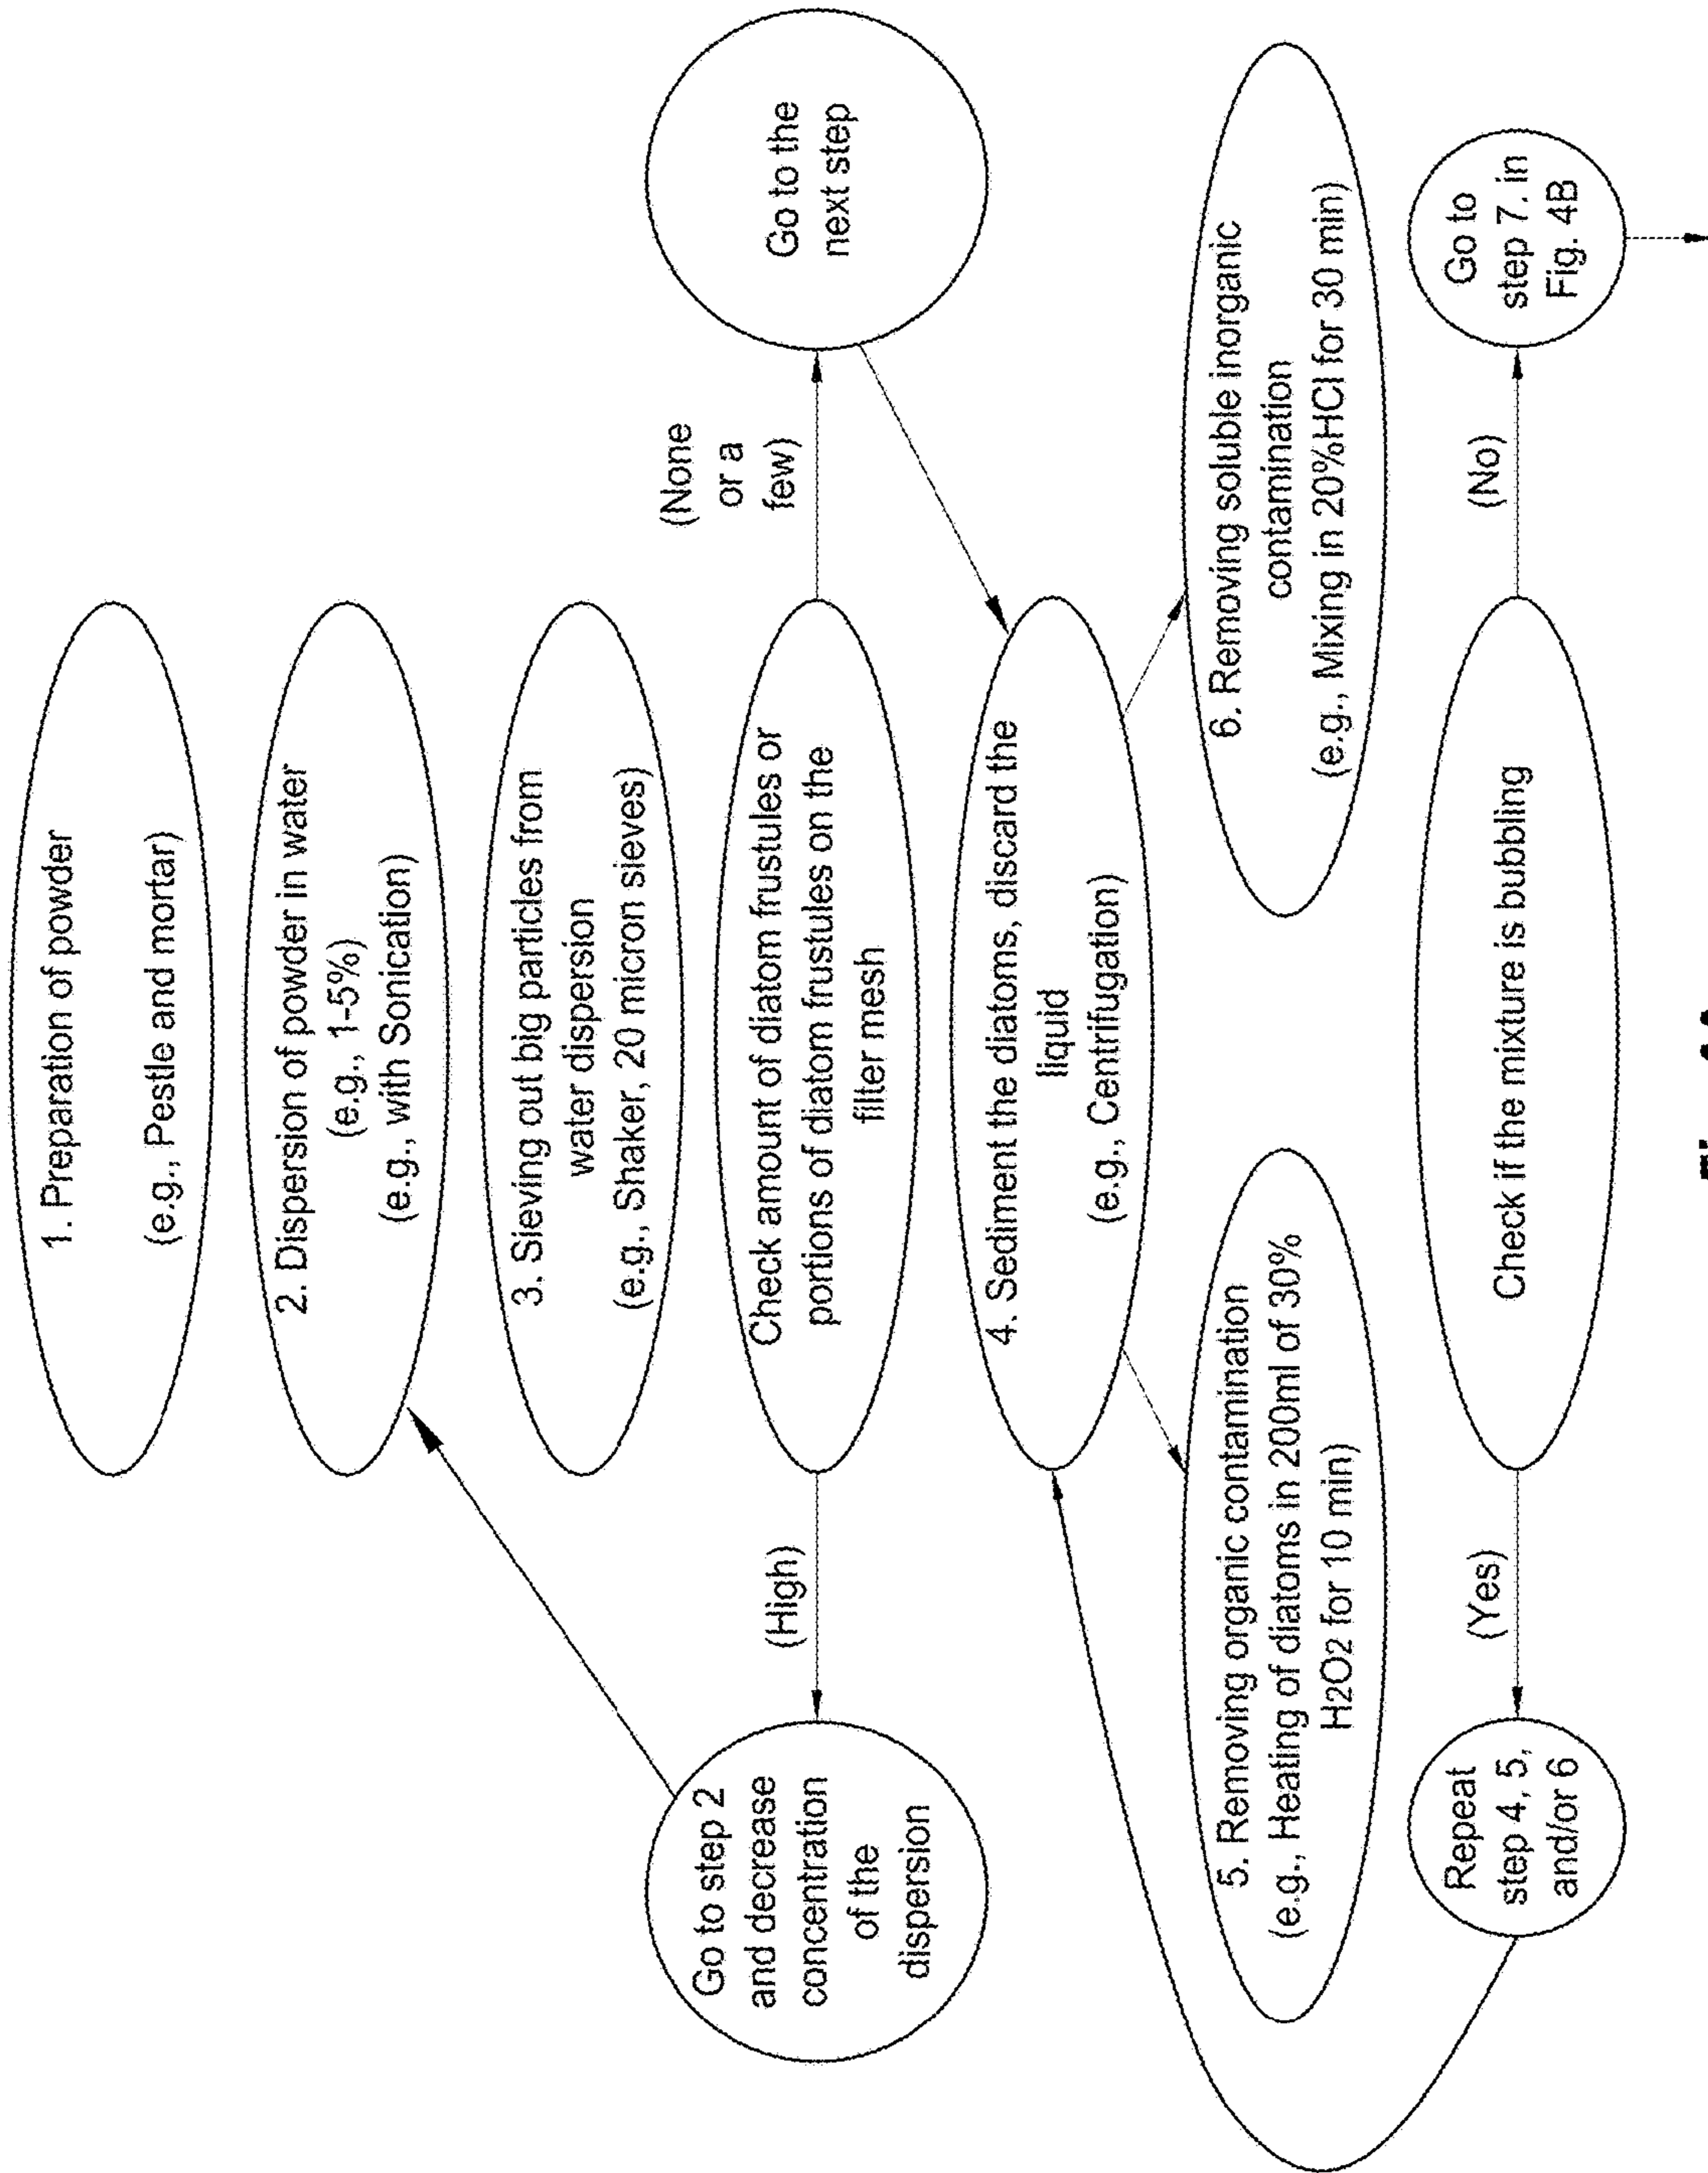 1. Preparation of powder
(e.g., Pestle and mortar)
2. Dispersion of powder in water
(e.g., 1-5%)
(e.g., with Sonication)
3. Sieving out big particles from
water dispersion
(e.g., Shaker, 20 micron sieves)
Check amount of diatom frustules or
portions of diatom frustules on the
filter mesh
(High)
Go to step 2
and decrease
concentration
of the
dispersion
(None
or a
few)
Go to the
next step
4. Sediment the diatoms, discard the
liquid
(e.g., Centrifugation)
5. Removing organic contamination
(e.g., Heating of diatoms in 200ml of 30%
H2O2 for 10 min)
6. Removing soluble inorganic
contamination
(e.g., Mixing in 20%HCl for 30 min)
Check if the mixture is bubbling
(Yes)
Repeat
step 4, 5,
and/or 6
(No)
Go to
step 7. in
Fig. 4B